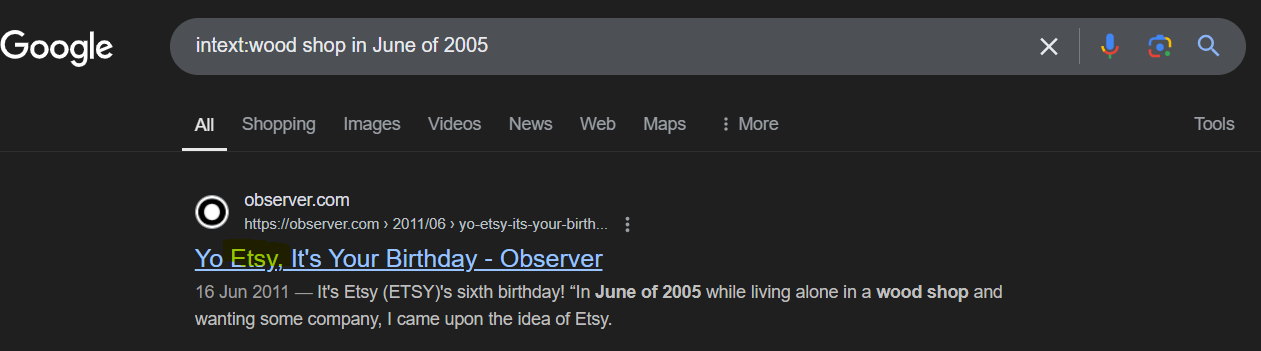 Google
intext:wood shop in June of 2005
All Shopping Images Videos News Web Maps More Tools
observer.com
https://observer.com › 2011/06 › yo-etsy-its-your-birth...
Yo Etsy, It's Your Birthday - Observer
16 Jun 2011 — It's Etsy (ETSY)'s sixth birthday! “In June of 2005 while living alone in a wood shop and
wanting some company, I came upon the idea of Etsy.